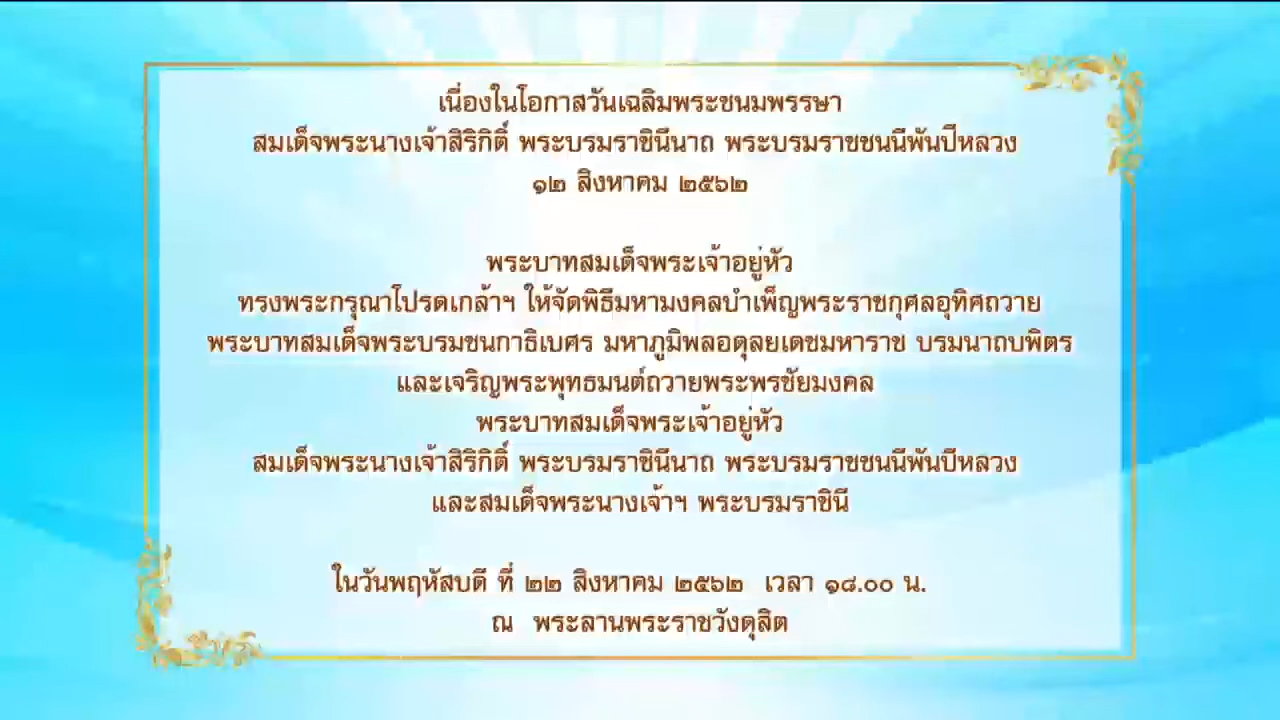 เนื่องในโอกาสวันเฉลิมพระชนมพรรษา
สมเด็จพระนางเจ้าสิริกิติ์ พระบรมราชินีนาถ พระบรมราชชนนีพันปีหลวง
๑๒ สิงหาคม ๒๕๖๒
พระบาทสมเด็จพระเจ้าอยู่หัว
ทรงพระกรุณาโปรดเกล้าฯ ให้จัดพิธีมหามงคลบำเพ็ญพระราชกุศลอุทิศถวาย
พระบาทสมเด็จพระบรมชนกาธิเบศร มหาภูมิพลอดุลยเดชมหาราช บรมนาถบพิตร
และเจริญพระพุทธมนต์ถวายพระพรชัยมงคล
พระบาทสมเด็จพระเจ้าอยู่หัว
สมเด็จพระนางเจ้าสิริกิติ์ พระบรมราชินีนาถ พระบรมราชชนนีพันปีหลวง
และสมเด็จพระนางเจ้าฯ พระบรมราชินี
ในวันพฤหัสบดี ที่ ๒๒ สิงหาคม ๒๕๖๒ เวลา ๑๘.๐๐ น.
ณ พระลานพระราชวังดุสิต